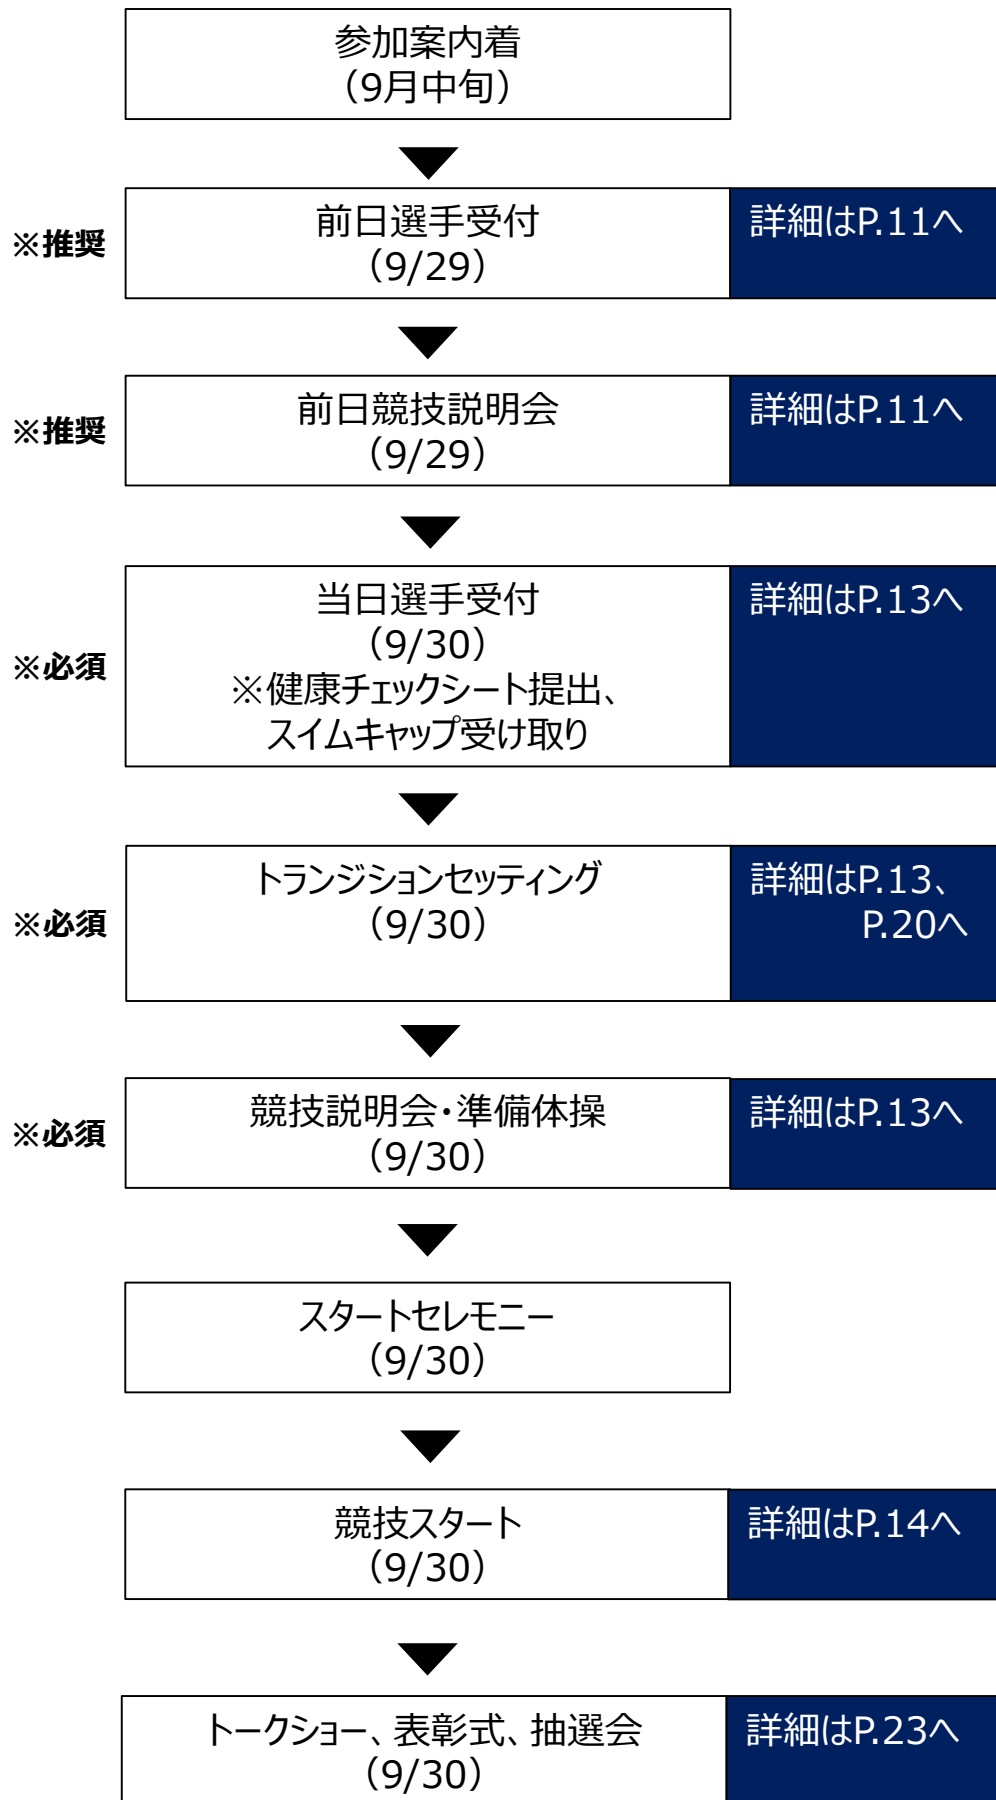 参加案内着
（9月中旬）
※推奨
前日選手受付
（9/29）
詳細はP.11へ
※推奨
前日競技説明会
（9/29）
詳細はP.11へ
※必須
当日選手受付
（9/30）
※健康チェックシート提出、
スイムキャップ受け取り
詳細はP.13へ
※必須
トランジションセッティング
（9/30）
詳細はP.13、
P.20へ
※必須
競技説明会・準備体操
（9/30）
詳細はP.13へ
スタートセレモニー
（9/30）
競技スタート
（9/30）
詳細はP.14へ
トークショー、表彰式、抽選会
（9/30）
詳細はP.23へ